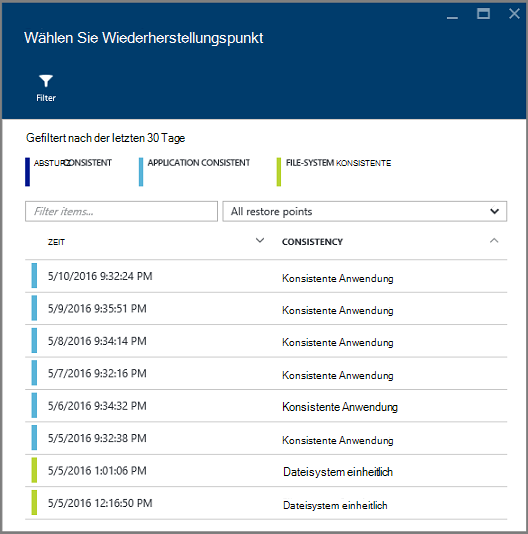 Wählen Sie Wiederherstellungspunkt
Filter
Gefiltert nach der letzten 30 Tage
ABSTURZ CONSISTENT APPLICATION CONSISTENT FILE-SYSTEM KONSISTENTE
Filter items... All restore points
ZEIT CONSISTENCY
5/10/2016 9:32:24 PM Konsistente Anwendung
5/9/2016 9:35:51 PM Konsistente Anwendung
5/8/2016 9:34:14 PM Konsistente Anwendung
5/7/2016 9:32:16 PM Konsistente Anwendung
5/6/2016 9:34:32 PM Konsistente Anwendung
5/5/2016 9:32:38 PM Konsistente Anwendung
5/5/2016 1:01:06 PM Dateisystem einheitlich
5/5/2016 12:16:50 PM Dateisystem einheitlich